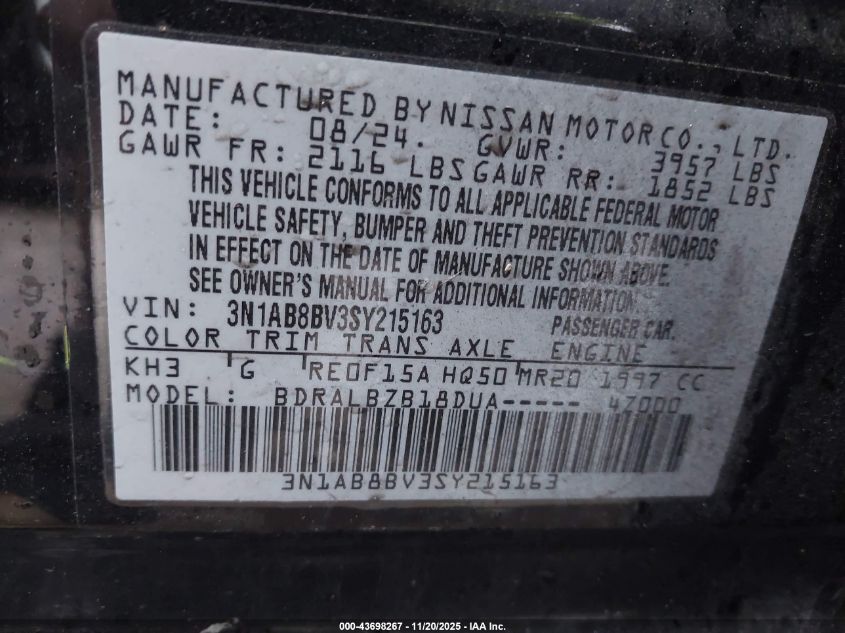 MANUFACTURED BY NISSAN MOTOR CO., LTD.
DATE: 08/24. GVWR: 3957 LBS
GAWR FR: 2116 LBS GAWR RR: 1852 LBS
THIS VEHICLE CONFORMS TO ALL APPLICABLE FEDERAL MOTOR
VEHICLE SAFETY, BUMPER AND THEFT PREVENTION STANDARDS
IN EFFECT ON THE DATE OF MANUFACTURE SHOWN ABOVE.
SEE OWNER'S MANUAL FOR ADDITIONAL INFORMATION.
VIN: 3N1AB8BV3SY215163 PASSENGER CAR.
COLOR TRIM TRANS AXLE ENGINE
KH3 G RE0F15A HQ50 MR20 1997 CC
MODEL: BDRALBZB18DUA----- 4Z000
3N1AB8BV3SY215163
000-43698267 - 11/20/2025 - IAA Inc.